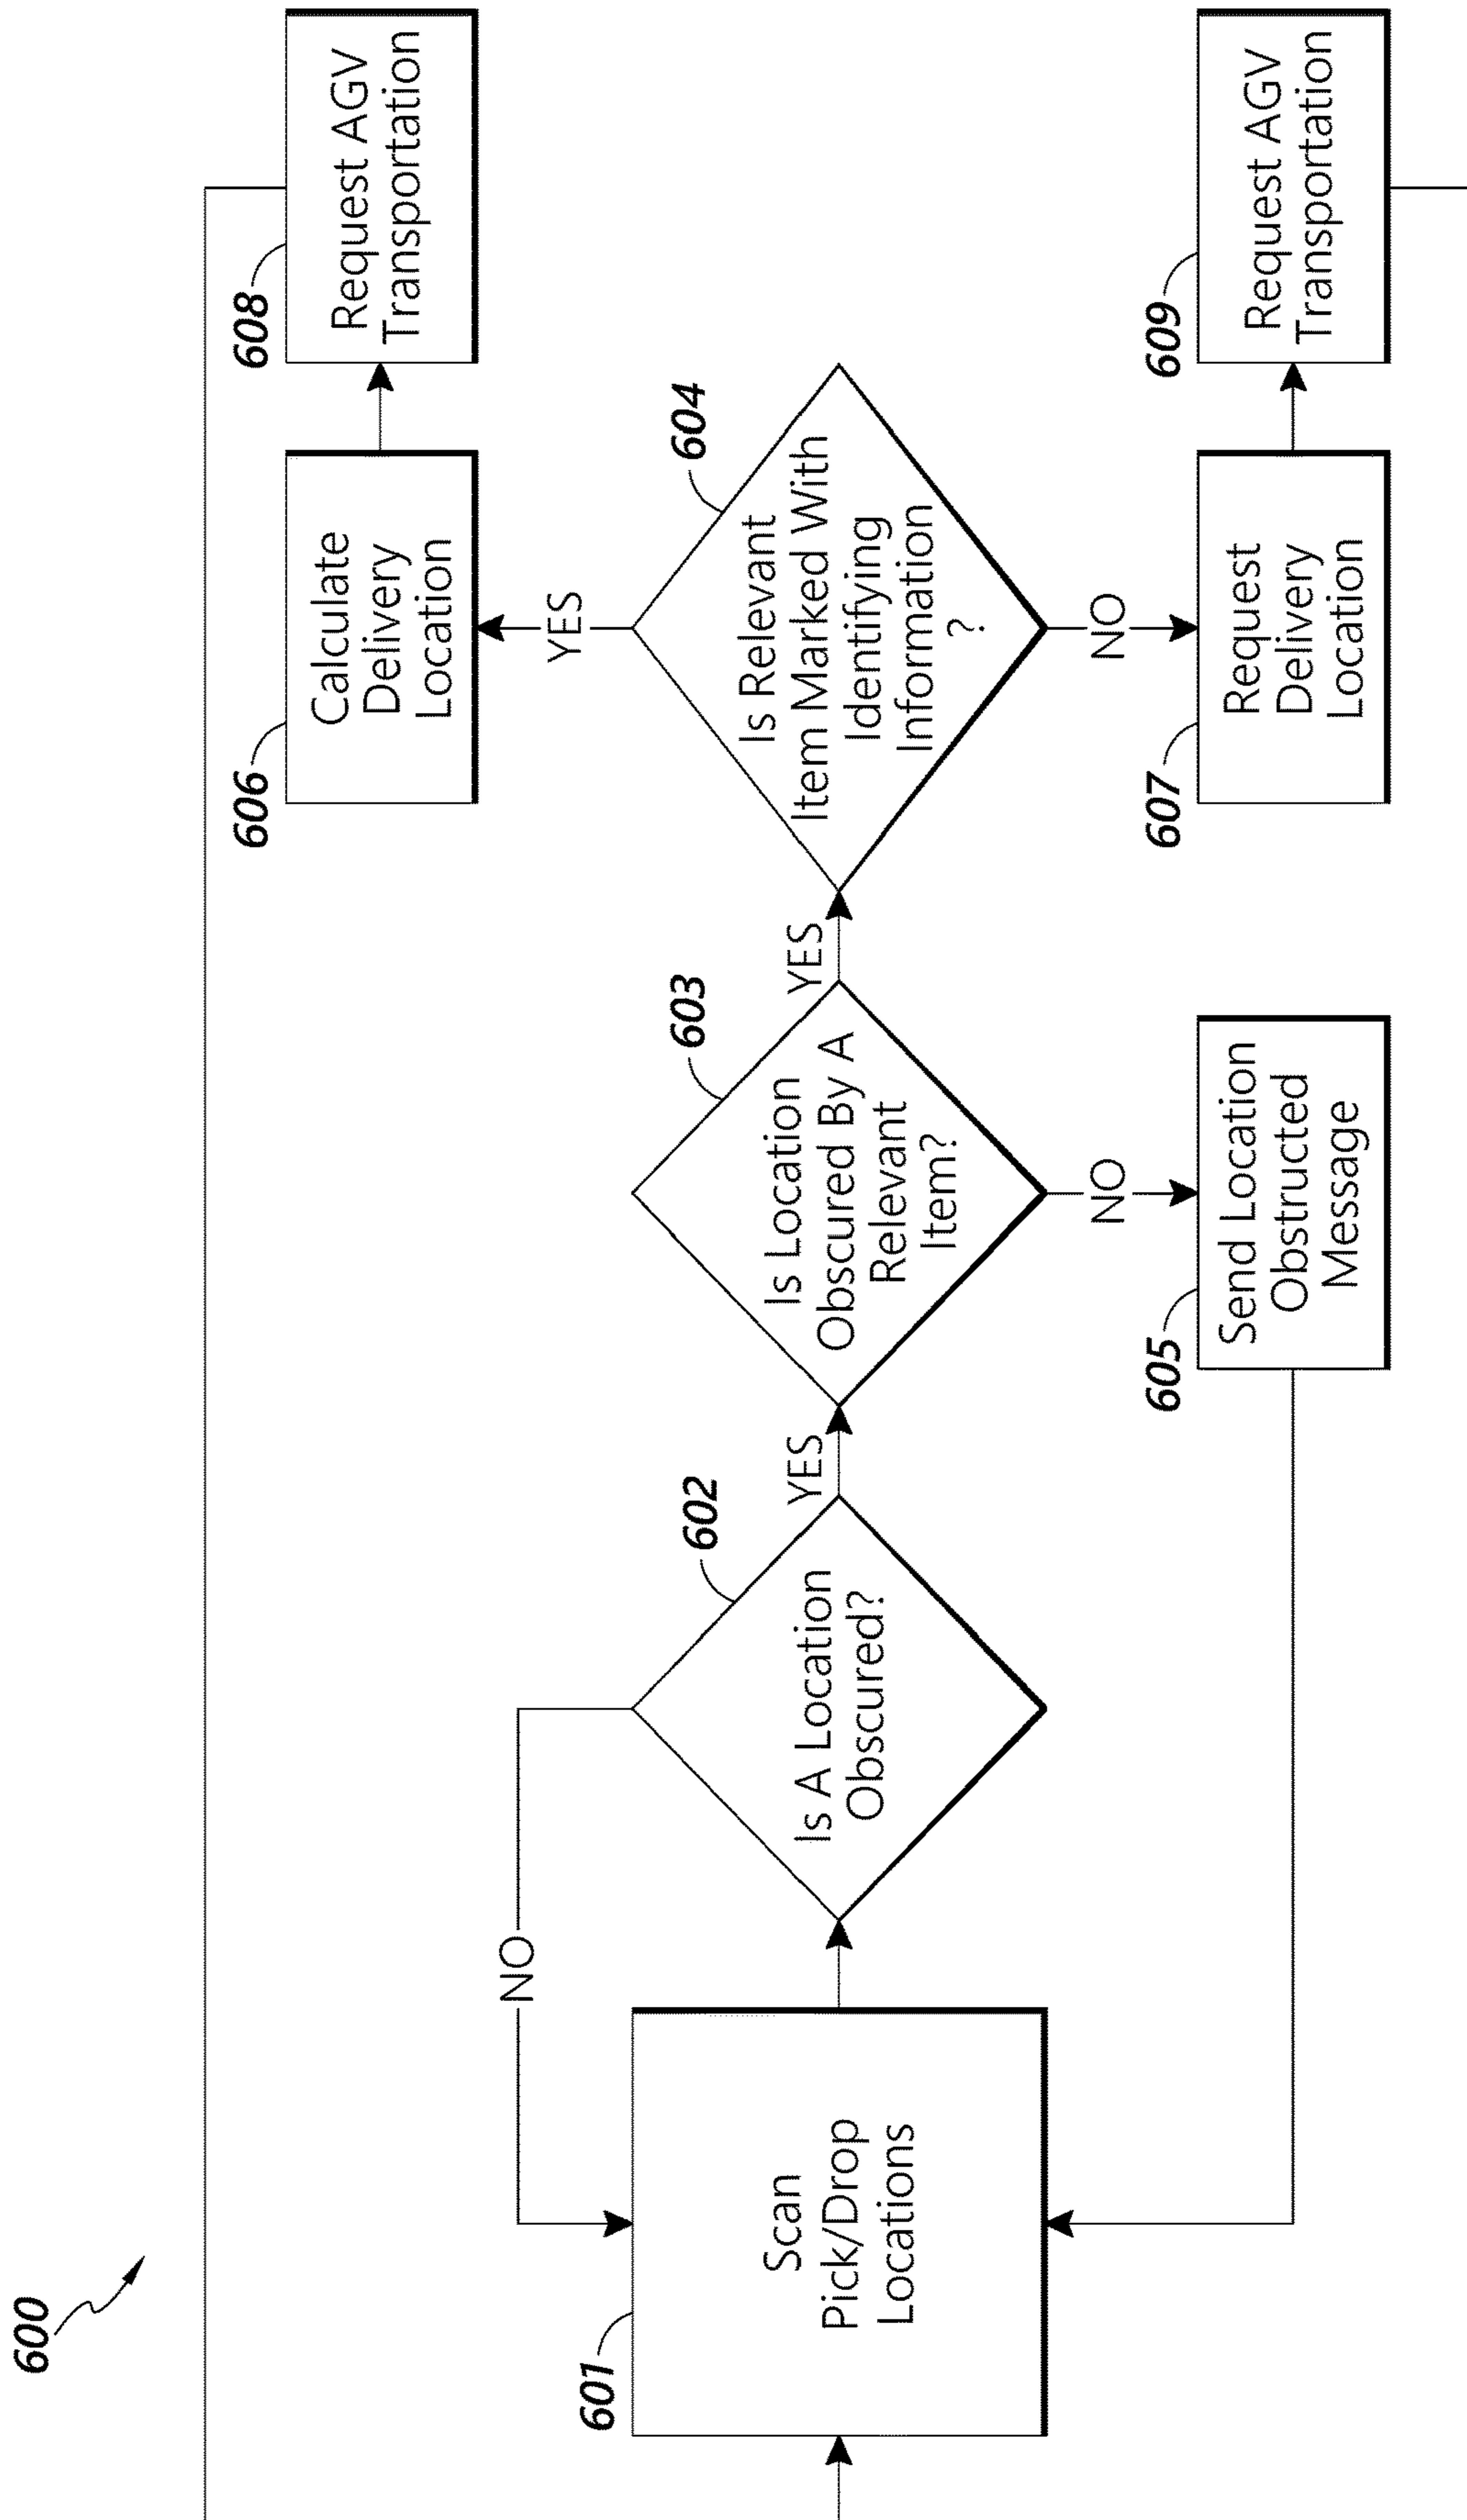 600
601
Scan
Pick/Drop
Locations
NO
602
Is A Location
Obscured?
YES
603
Is Location
Obscured By A
Relevant
Item?
NO
605
Send Location
Obstructed
Message
YES
604
Is Relevant
Item Marked With
Identifying
Information
?
YES
606
Calculate
Delivery
Location
608
Request AGV
Transportation
NO
607
Request
Delivery
Location
609
Request AGV
Transportation